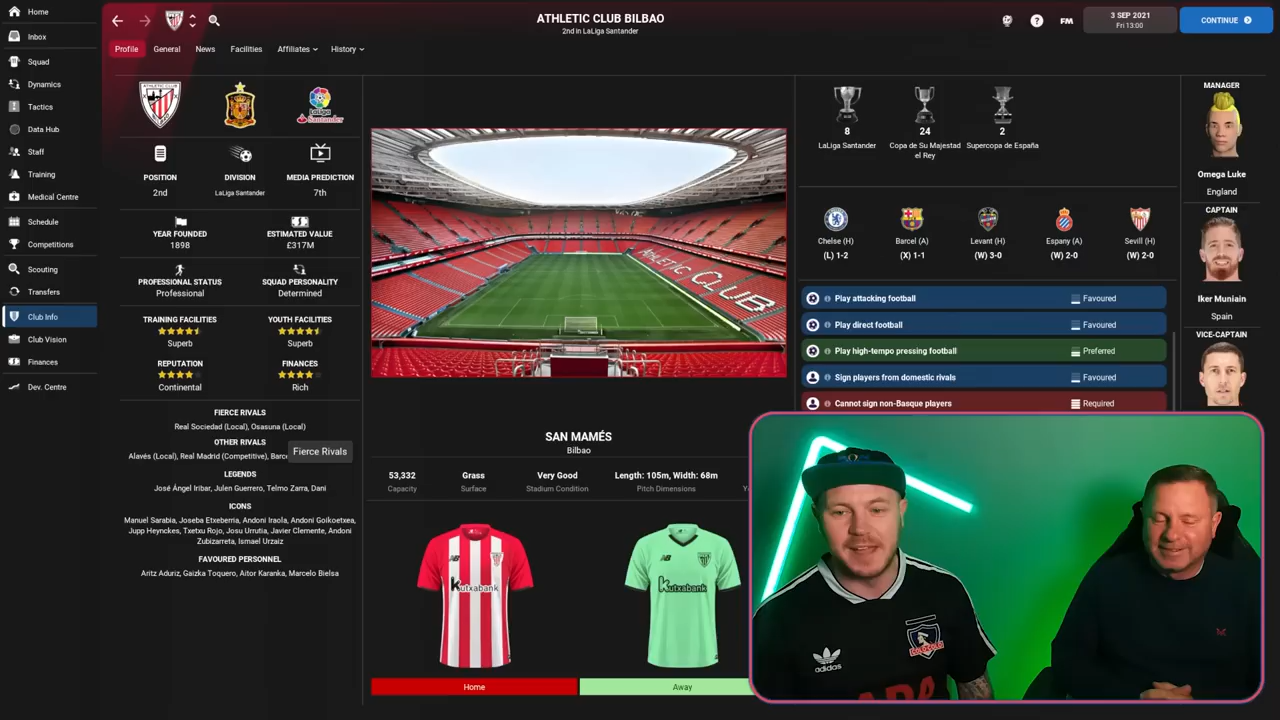 Home
Inbox
Squad
Dynamics
Tactics
Data Hub
Staff
Training
Medical Centre
Schedule
Competitions
Scouting
Transfers
Club Info
Club Vision
Finances
Dev. Centre
ATHLETIC CLUB BILBAO
2nd in LaLiga Santander
FM
3 SEP 2021
Fri 13:00
CONTINUE
Profile
General
News
Facilities
Affiliates
History
LaLiga
Santander
POSITION
DIVISION
MEDIA PREDICTION
2nd
LaLiga Santander
7th
YEAR FOUNDED
ESTIMATED VALUE
1898
£317M
PROFESSIONAL STATUS
SQUAD PERSONALITY
Professional
Determined
TRAINING FACILITIES
YOUTH FACILITIES
Superb
Superb
REPUTATION
FINANCES
Continental
Rich
FIERCE RIVALS
Real Sociedad (Local), Osasuna (Local)
OTHER RIVALS
Alavés (Local), Real Madrid (Competitive), Barce
Fierce Rivals
LEGENDS
José Ángel Iribar, Julen Guerrero, Telmo Zarra, Dani
ICONS
Manuel Sarabia, Joseba Etxeberria, Andoni Iraola, Andoni Goikoetxea,
Jupp Heynckes, Txetxu Rojo, Josu Urrutia, Javier Clemente, Andoni
Zubizarreta, Ismael Urzaiz
FAVOURED PERSONNEL
Aritz Aduriz, Gaizka Toquero, Aitor Karanka, Marcelo Bielsa
ATHLETIC CLUB
SAN MAMÉS
Bilbao
53,332
Grass
Very Good
Length: 105m, Width: 68m
Capacity
Surface
Stadium Condition
Pitch Dimensions
Kutxabank
Kutxabank
Home
Away
8
24
2
LaLiga Santander
Copa de Su Majestad
el Rey
Supercopa de España
Chelse (H)
Barcel (A)
Levant (H)
Espany (A)
Sevill (H)
(L) 1-2
(X) 1-1
(W) 3-0
(W) 2-0
(W) 2-0
Play attacking football
Favoured
Play direct football
Favoured
Play high-tempo pressing football
Preferred
Sign players from domestic rivals
Favoured
Cannot sign non-Basque players
Required
MANAGER
Omega Luke
England
CAPTAIN
Iker Muniain
Spain
VICE-CAPTAIN
adidas